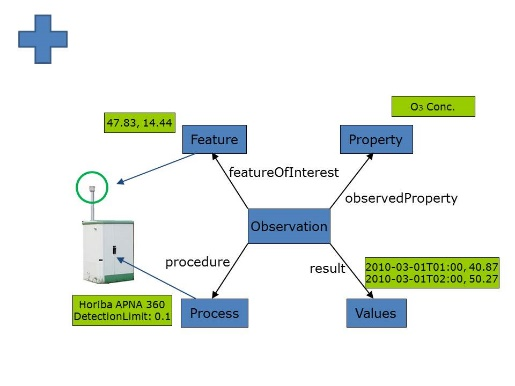 O₃ Conc.
47.83, 14.44
Feature
Property
featureOfInterest
observedProperty
Observation
procedure
result
2010-03-01T01:00, 40.87
2010-03-01T02:00, 50.27
Horiba APNA 360
DetectionLimit: 0.1
Process
Values